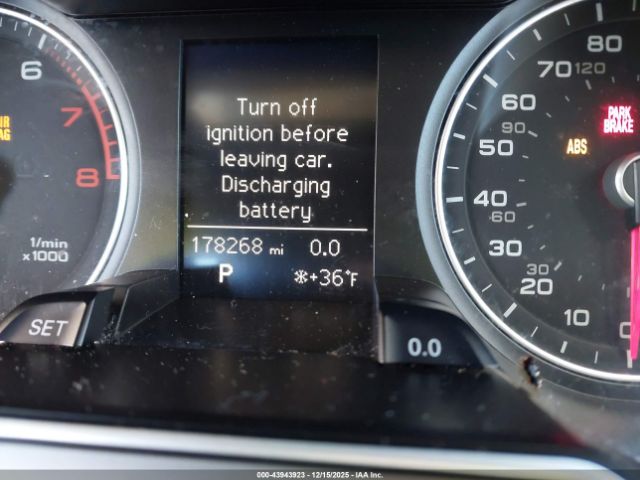 6
7
8
1/min
x1000
SET
Turn off
ignition before
leaving car.
Discharging
battery
178268 mi 0.0
P +36°F
0.0
80
70 120
60
90
50
40
60
30
30
20
10
0
ABS
PARK
BRAKE
000-43943923 - 12/15/2025 - IAA Inc.